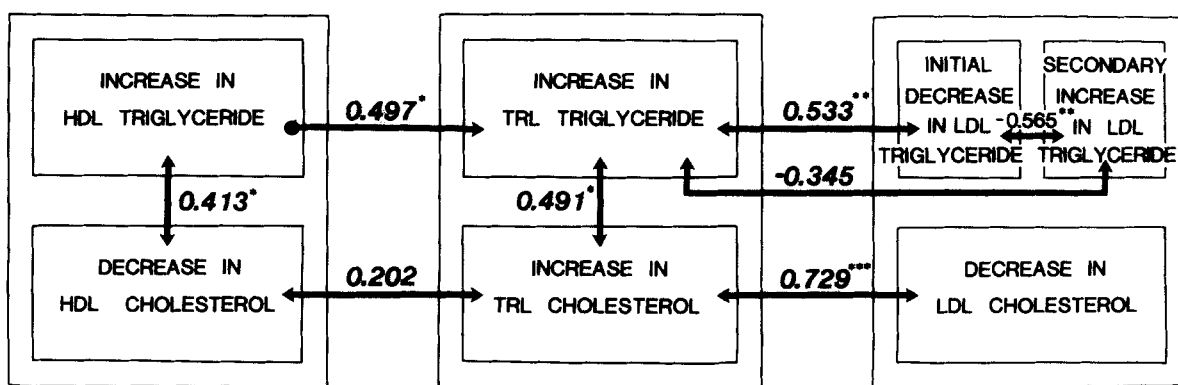 INCREASE IN
HDL TRIGLYCERIDE
0.497*
INCREASE IN
TRL TRIGLYCERIDE
0.533**
INITIAL
DECREASE
IN LDL
TRIGLYCERIDE
-0.565**
SECONDARY
INCREASE
IN LDL
TRIGLYCERIDE
-0.345
0.413*
0.491*
DECREASE IN
HDL CHOLESTEROL
0.202
INCREASE IN
TRL CHOLESTEROL
0.729***
DECREASE IN
LDL CHOLESTEROL